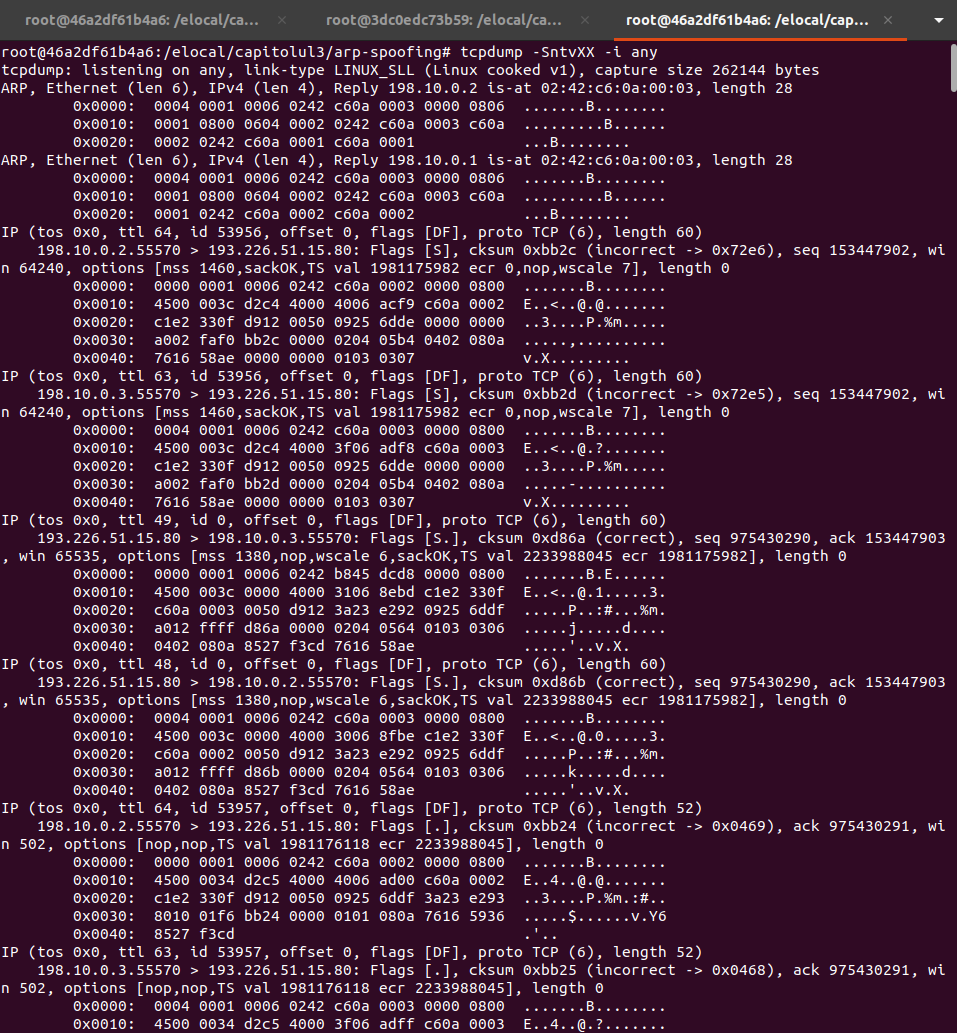 root@46a2df61b4a6: /elocal/ca... × root@3dc0edc73b59: /elocal/ca... × root@46a2df61b4a6: /elocal/cap... ×
root@46a2df61b4a6:/elocal/capitolul3/arp-spoofing# tcpdump -SntvXX -i any
tcpdump: listening on any, link-type LINUX_SLL (Linux cooked v1), capture size 262144 bytes
ARP, Ethernet (len 6), IPv4 (len 4), Reply 198.10.0.2 is-at 02:42:c6:0a:00:03, length 28
0x0000: 0004 0001 0006 0242 c60a 0003 0000 0806 .......B........
0x0010: 0001 0800 0604 0002 0242 c60a 0003 c60a .........B......
0x0020: 0002 0242 c60a 0001 c60a 0001 ...B........
ARP, Ethernet (len 6), IPv4 (len 4), Reply 198.10.0.1 is-at 02:42:c6:0a:00:03, length 28
0x0000: 0004 0001 0006 0242 c60a 0003 0000 0806 .......B........
0x0010: 0001 0800 0604 0002 0242 c60a 0003 c60a .........B......
0x0020: 0001 0242 c60a 0002 c60a 0002 ...B........
IP (tos 0x0, ttl 64, id 53956, offset 0, flags [DF], proto TCP (6), length 60)
198.10.0.2.55570 > 193.226.51.15.80: Flags [S], cksum 0xbb2c (incorrect -> 0x72e6), seq 153447902, wi
n 64240, options [mss 1460,sackOK,TS val 1981175982 ecr 0,nop,wscale 7], length 0
0x0000: 0000 0001 0006 0242 c60a 0002 0000 0800 .......B........
0x0010: 4500 003c d2c4 4000 4006 acf9 c60a 0002 E..<..@.@.......
0x0020: c1e2 330f d912 0050 0925 6dde 0000 0000 ..3....P.%m.....
0x0030: a002 faf0 bb2c 0000 0204 05b4 0402 080a .....,..........
0x0040: 7616 58ae 0000 0000 0103 0307 v.X.........
IP (tos 0x0, ttl 63, id 53956, offset 0, flags [DF], proto TCP (6), length 60)
198.10.0.3.55570 > 193.226.51.15.80: Flags [S], cksum 0xbb2d (incorrect -> 0x72e5), seq 153447902, wi
n 64240, options [mss 1460,sackOK,TS val 1981175982 ecr 0,nop,wscale 7], length 0
0x0000: 0004 0001 0006 0242 c60a 0003 0000 0800 .......B........
0x0010: 4500 003c d2c4 4000 3f06 adf8 c60a 0003 E..<..@.?.......
0x0020: c1e2 330f d912 0050 0925 6dde 0000 0000 ..3....P.%m.....
0x0030: a002 faf0 bb2d 0000 0204 05b4 0402 080a .....-..........
0x0040: 7616 58ae 0000 0000 0103 0307 v.X.........
IP (tos 0x0, ttl 49, id 0, offset 0, flags [DF], proto TCP (6), length 60)
193.226.51.15.80 > 198.10.0.3.55570: Flags [S.], cksum 0xd86a (correct), seq 975430290, ack 153447903
, win 65535, options [mss 1380,nop,wscale 6,sackOK,TS val 2233988045 ecr 1981175982], length 0
0x0000: 0000 0001 0006 0242 b845 dcd8 0000 0800 .......B.E......
0x0010: 4500 003c 0000 4000 3106 8ebd c1e2 330f E..<..@.1.....3.
0x0020: c60a 0003 0050 d912 3a23 e292 0925 6ddf .....P..:#...%m.
0x0030: a012 ffff d86a 0000 0204 0564 0103 0306 .....j.....d....
0x0040: 0402 080a 8527 f3cd 7616 58ae .....'..v.X.
IP (tos 0x0, ttl 48, id 0, offset 0, flags [DF], proto TCP (6), length 60)
193.226.51.15.80 > 198.10.0.2.55570: Flags [S.], cksum 0xd86b (correct), seq 975430290, ack 153447903
, win 65535, options [mss 1380,nop,wscale 6,sackOK,TS val 2233988045 ecr 1981175982], length 0
0x0000: 0004 0001 0006 0242 c60a 0003 0000 0800 .......B........
0x0010: 4500 003c 0000 4000 3006 8fbe c1e2 330f E..<..@.0.....3.
0x0020: c60a 0002 0050 d912 3a23 e292 0925 6ddf .....P..:#...%m.
0x0030: a012 ffff d86b 0000 0204 0564 0103 0306 .....k.....d....
0x0040: 0402 080a 8527 f3cd 7616 58ae .....'..v.X.
IP (tos 0x0, ttl 64, id 53957, offset 0, flags [DF], proto TCP (6), length 52)
198.10.0.2.55570 > 193.226.51.15.80: Flags [.], cksum 0xbb24 (incorrect -> 0x0469), ack 975430291, wi
n 502, options [nop,nop,TS val 1981176118 ecr 2233988045], length 0
0x0000: 0000 0001 0006 0242 c60a 0002 0000 0800 .......B........
0x0010: 4500 0034 d2c5 4000 4006 ad00 c60a 0002 E..4..@.@.......
0x0020: c1e2 330f d912 0050 0925 6ddf 3a23 e293 ..3....P.%m.:#..
0x0030: 8010 01f6 bb24 0000 0101 080a 7616 5936 .....$......v.Y6
0x0040: 8527 f3cd .'..
IP (tos 0x0, ttl 63, id 53957, offset 0, flags [DF], proto TCP (6), length 52)
198.10.0.3.55570 > 193.226.51.15.80: Flags [.], cksum 0xbb25 (incorrect -> 0x0468), ack 975430291, wi
n 502, options [nop,nop,TS val 1981176118 ecr 2233988045], length 0
0x0000: 0004 0001 0006 0242 c60a 0003 0000 0800 .......B........
0x0010: 4500 0034 d2c5 4000 3f06 adff c60a 0003 E..4..@.?.......